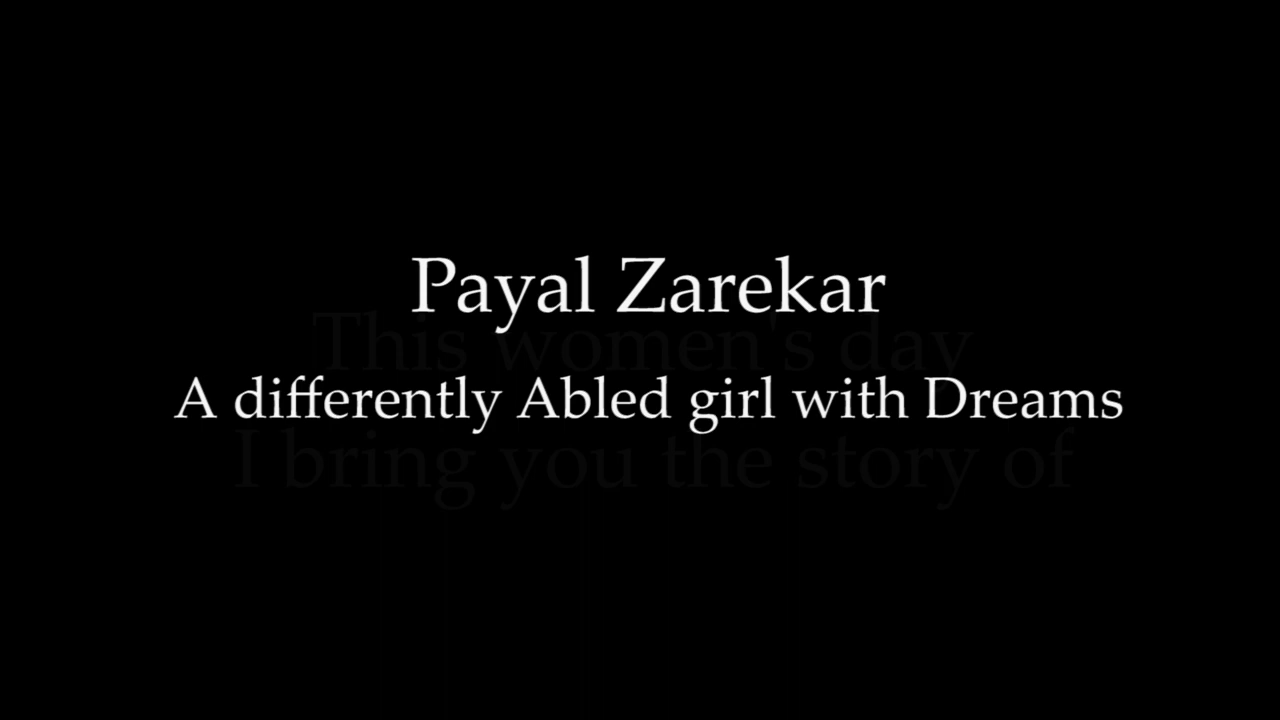 Payal Zarekar
This women's day
A differently Abled girl with Dreams
I bring you the story of